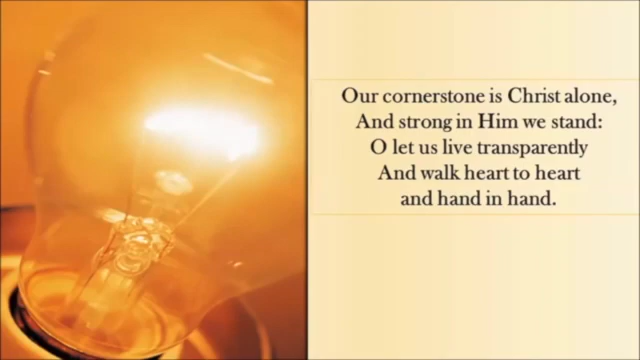 Our cornerstone is Christ alone,
And strong in Him we stand:
O let us live transparently
And walk heart to heart
and hand in hand.